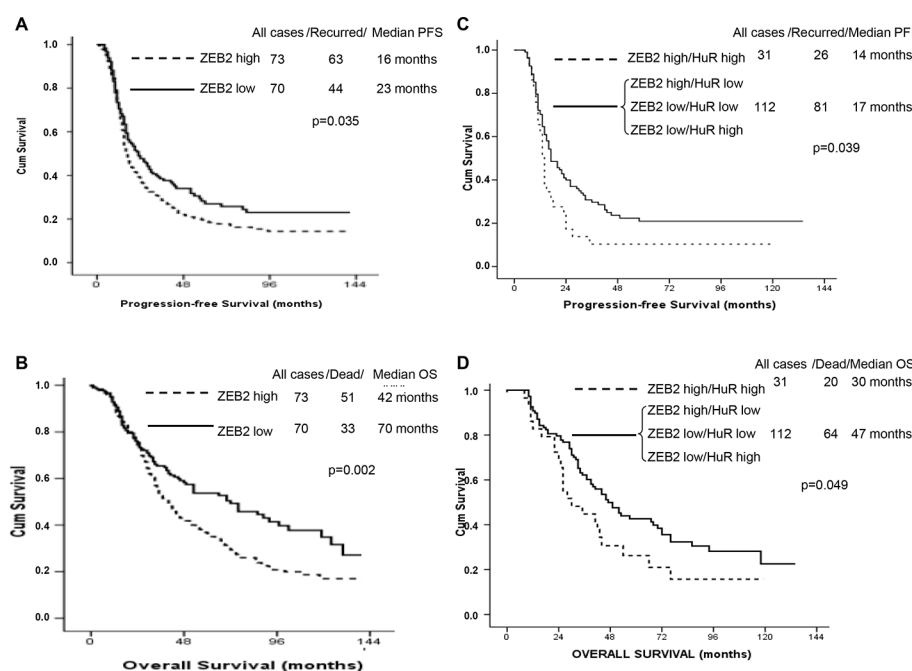 A
All cases /Recurred/ Median PFS
ZEB2 high 73 63 16 months
ZEB2 low 70 44 23 months
p=0.035
Cum Survival
1.0
0.8
0.6
0.4
0.2
0.0
0 48 96 144
Progression-free Survival (months)
C
All cases /Recurred/Median PF
ZEB2 high/HuR high 31 26 14 months
ZEB2 high/HuR low
ZEB2 low/HuR low 112 81 17 months
ZEB2 low/HuR high
p=0.039
Cum Survival
1.0
0.8
0.6
0.4
0.2
0.0
0 24 48 72 96 120 144
Progression-free Survival (months)
B
All cases /Dead/ Median OS
ZEB2 high 73 51 42 months
ZEB2 low 70 33 70 months
p=0.002
Cum Survival
1.0
0.8
0.6
0.4
0.2
0.0
0 48 96 144
Overall Survival (months)
D
All cases /Dead/Median OS
ZEB2 high/HuR high 31 20 30 months
ZEB2 high/HuR low
ZEB2 low/HuR low 112 64 47 months
ZEB2 low/HuR high
p=0.049
Cum Survival
1.0
0.8
0.6
0.4
0.2
0.0
0 24 48 72 96 120 144
OVERALL SURVIVAL (months)